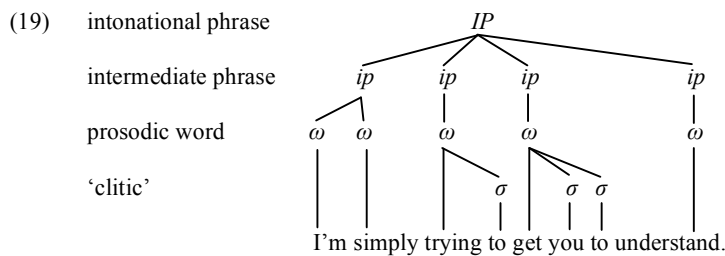 (19) intonational phrase IP
intermediate phrase ip ip ip ip
prosodic word ω ω ω ω ω
‘clitic’ σ σ σ
I’m simply trying to get you to understand.